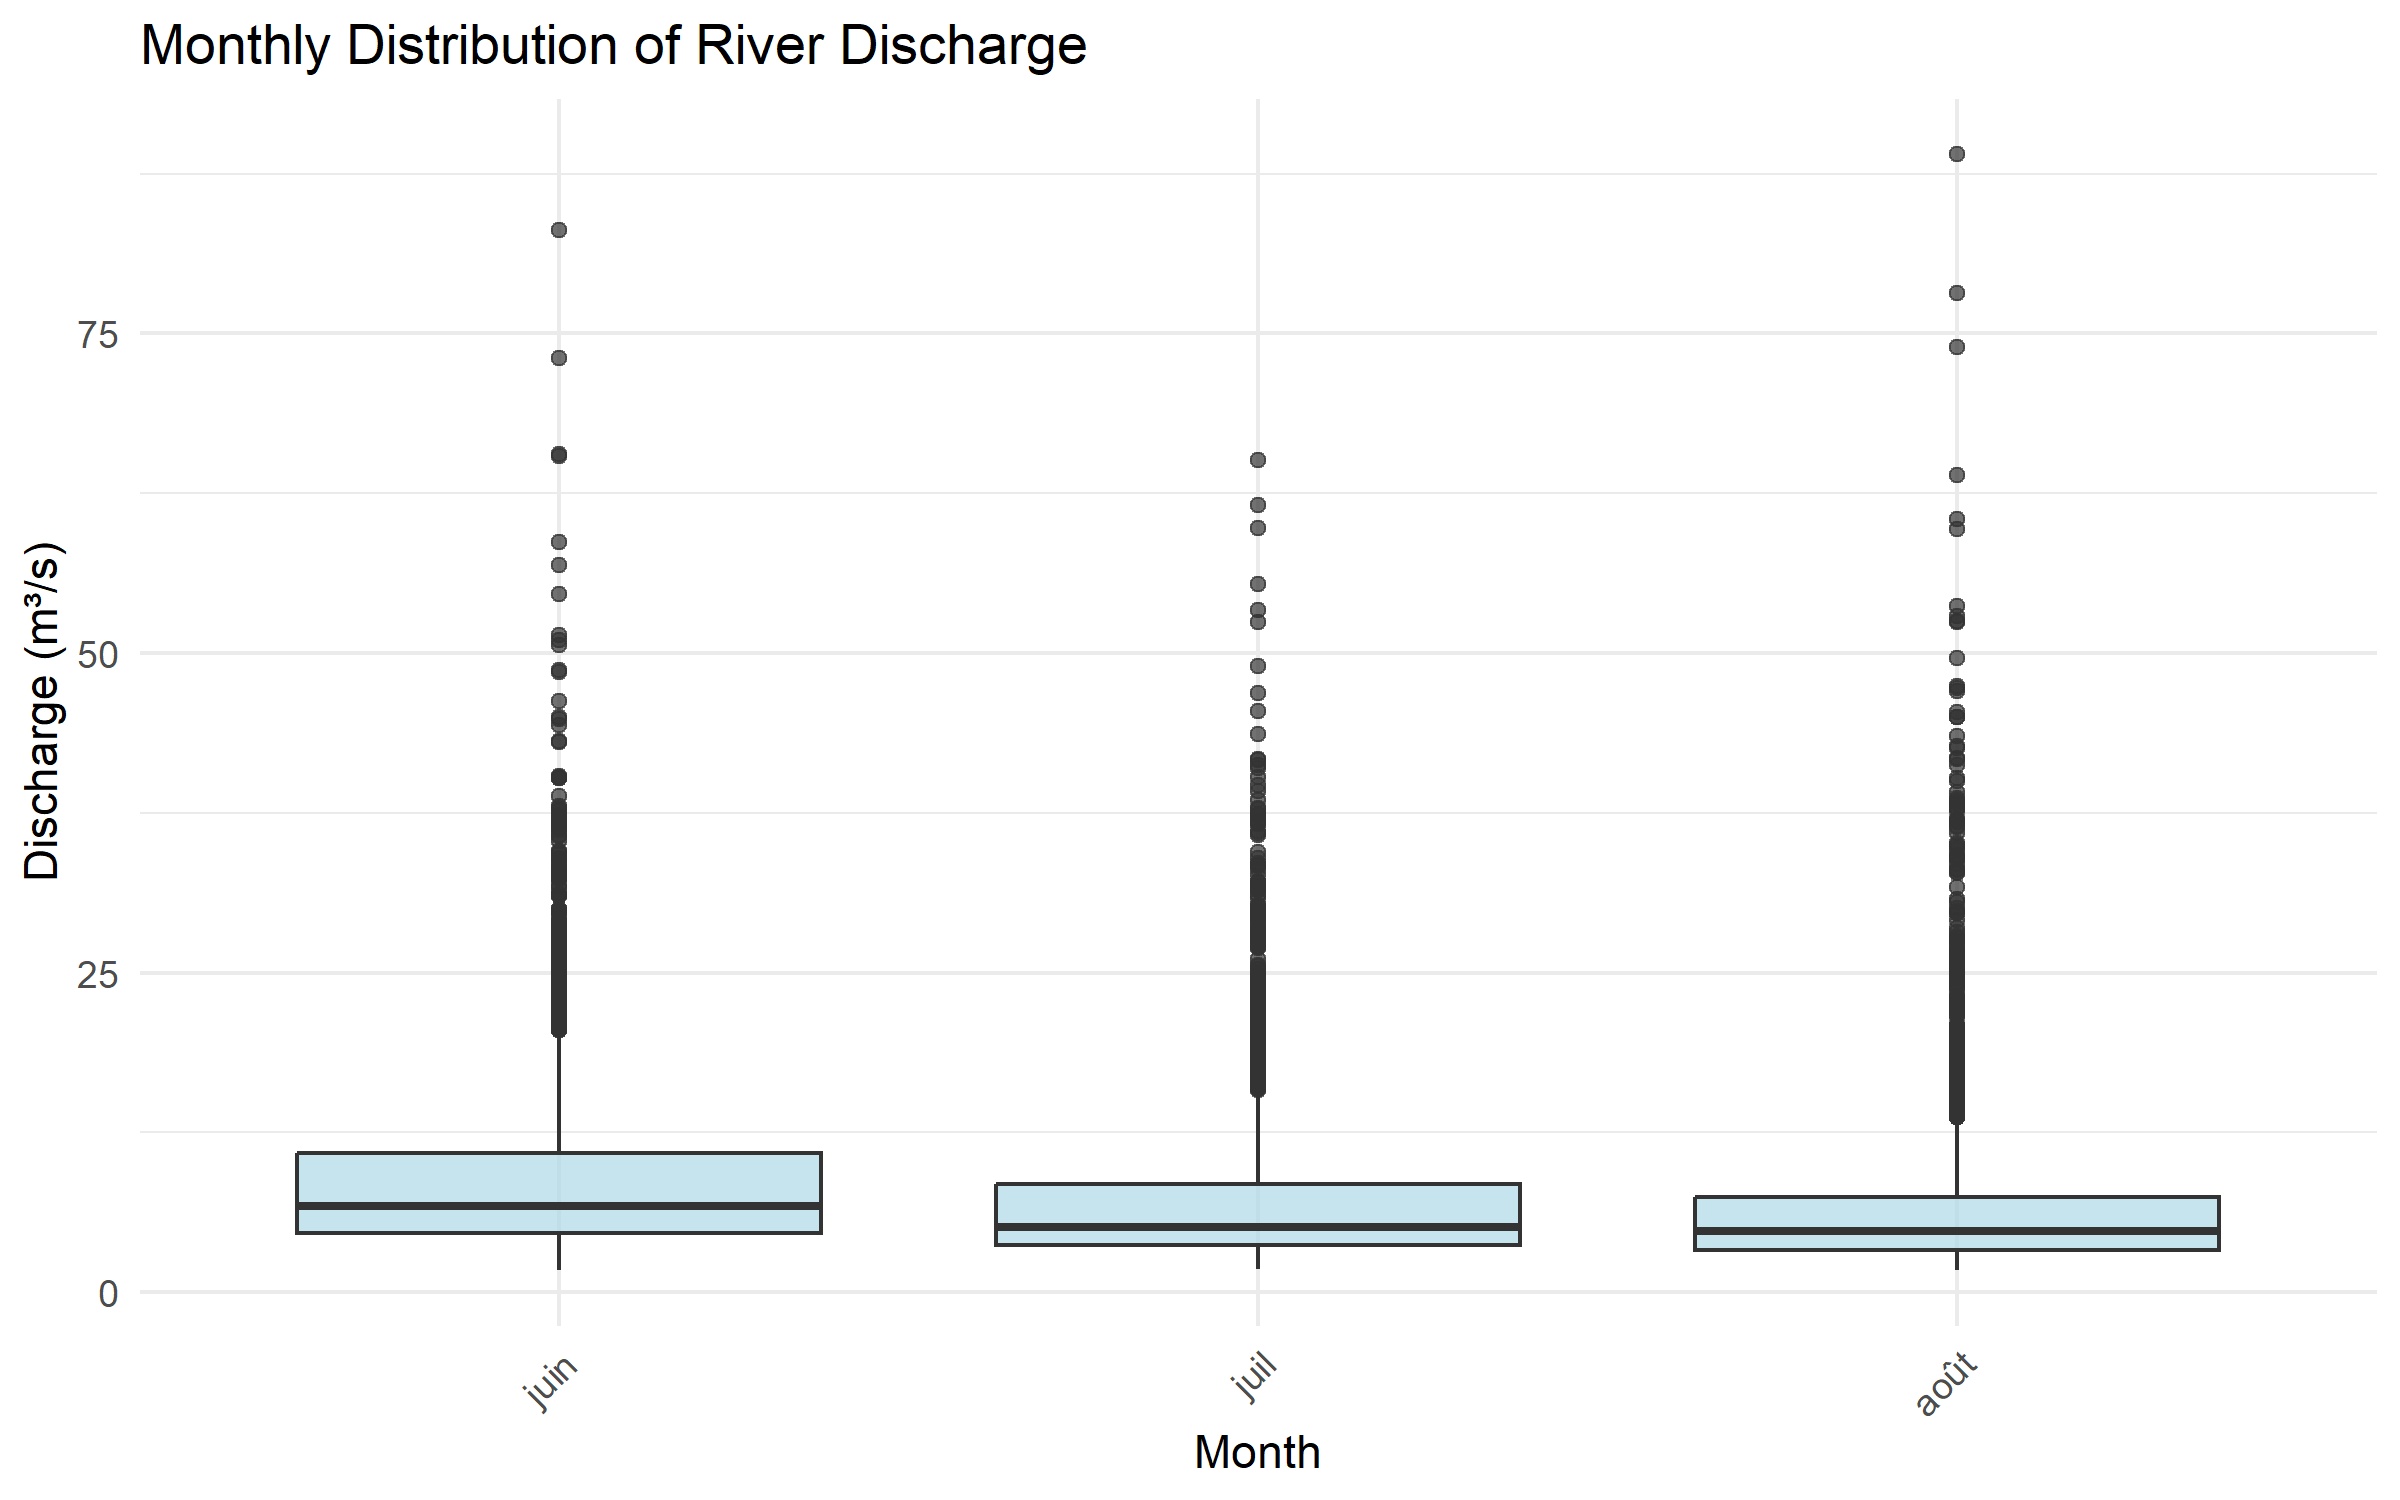 Monthly Distribution of River Discharge
Discharge (m³/s)
75
50
25
0
juin
juil
août
Month